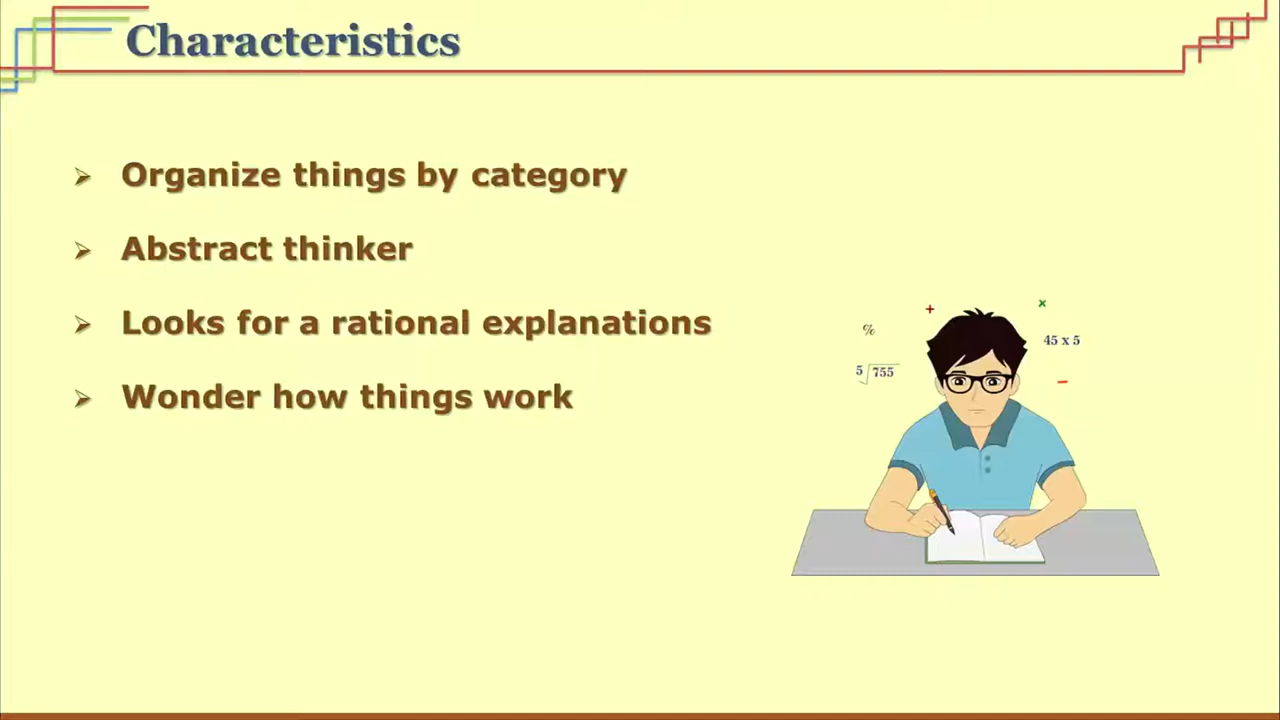 Characteristics
Organize things by category
Abstract thinker
Looks for a rational explanations
Wonder how things work
+
×
%
45 x 5
5√755
−